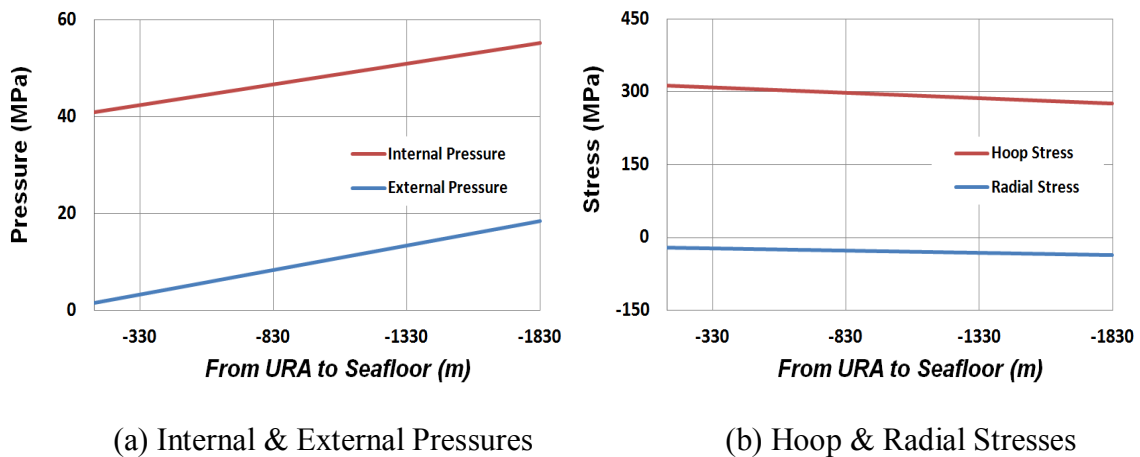 60
40
20
0
Pressure (MPa)
Internal Pressure
External Pressure
-330 -830 -1330 -1830
From URA to Seafloor (m)
(a) Internal & External Pressures
450
300
150
0
-150
Stress (MPa)
Hoop Stress
Radial Stress
-330 -830 -1330 -1830
From URA to Seafloor (m)
(b) Hoop & Radial Stresses